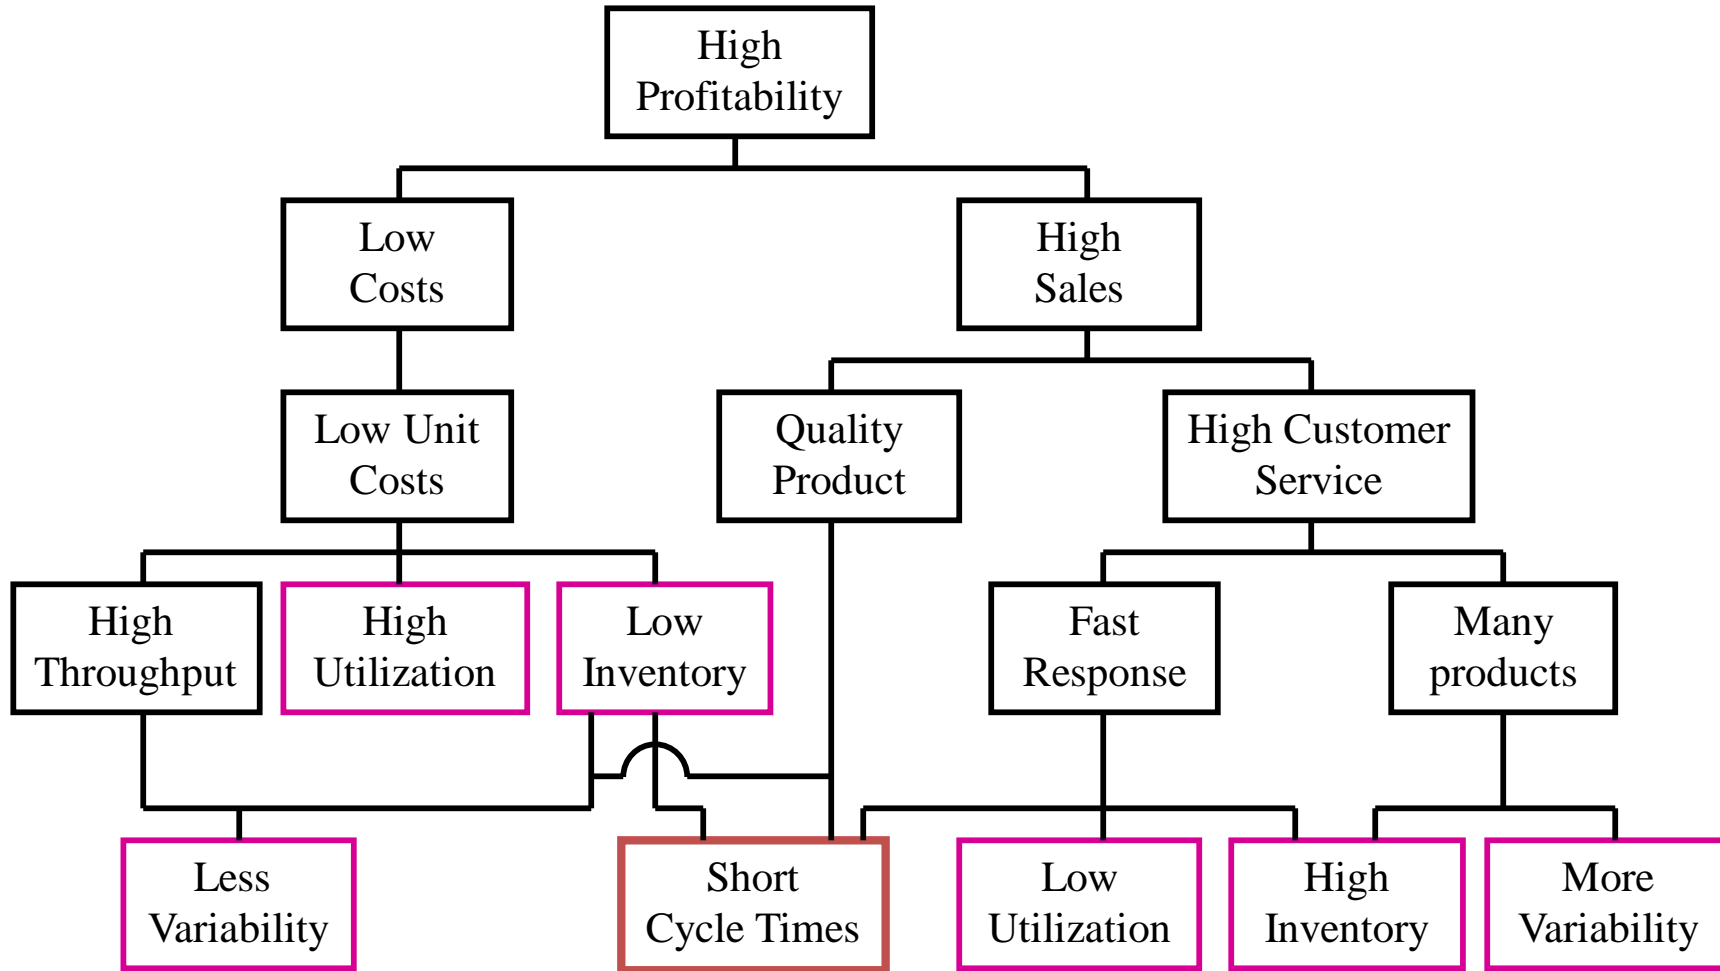 High
Profitability
Low
Costs
High
Sales
Low Unit
Costs
Quality
Product
High Customer
Service
High
Throughput
High
Utilization
Low
Inventory
Fast
Response
Many
products
Less
Variability
Short
Cycle Times
Low
Utilization
High
Inventory
More
Variability